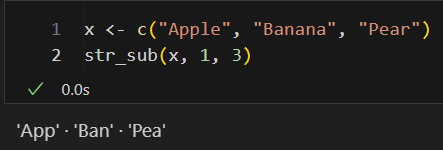 1 x <- c("Apple", "Banana", "Pear")
2 str_sub(x, 1, 3)
✓ 0.0s
'App' · 'Ban' · 'Pea'